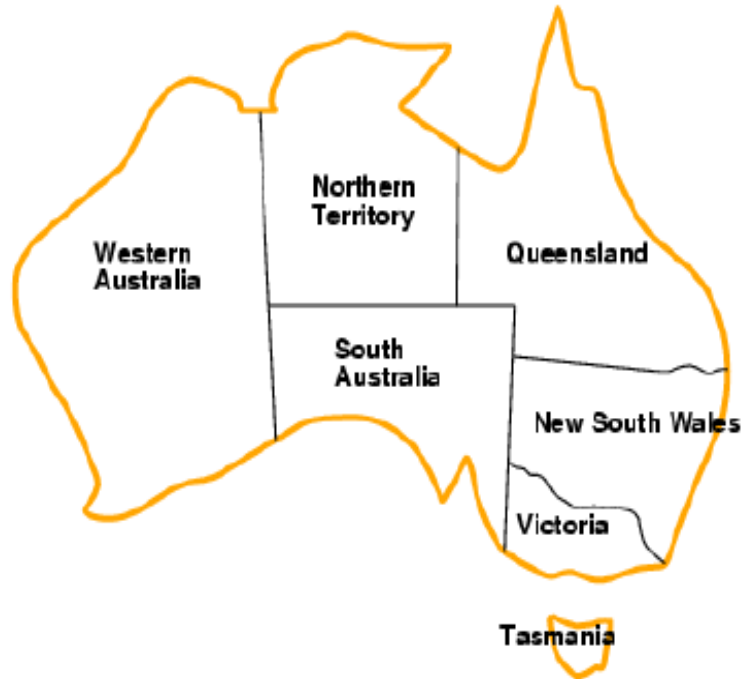 Northern
Territory
Western
Australia
Queensland
South
Australia
New South Wales
Victoria
Tasmania